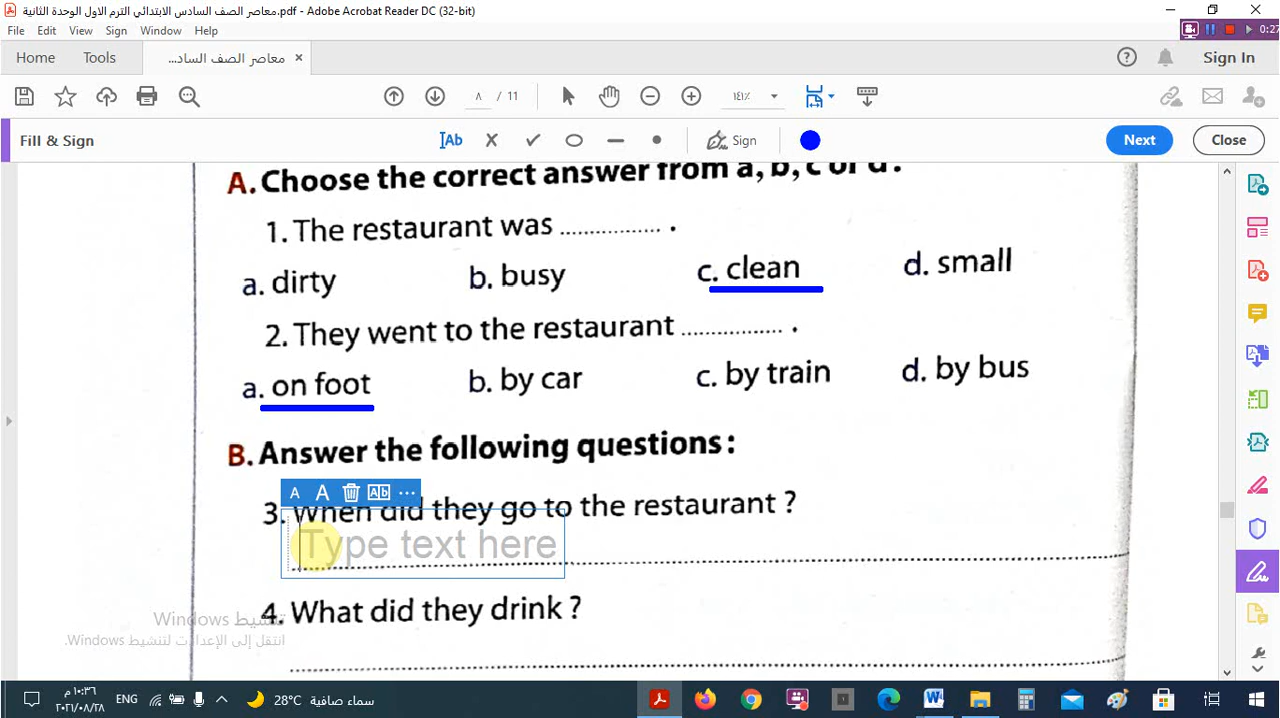 معاصر الصف السادس الابتدائي الترم الاول الوحدة الثانية.pdf - Adobe Acrobat Reader DC (32-bit)
File Edit View Sign Window Help
0:27
Home Tools معاصر الصف الساد... × Sign In
٨ / 11 ١٤١٪
Fill & Sign Ab Sign Next Close
A. Choose the correct answer from a, b, c or d :
1. The restaurant was ............... .
a. dirty b. busy c. clean d. small
2. They went to the restaurant ............... .
a. on foot b. by car c. by train d. by bus
B. Answer the following questions :
A A Ab ...
3. When did they go to the restaurant ?
Type text here
4. What did they drink ?
تنشيط Windows
انتقل إلى الإعدادات لتنشيط Windows.
ENG 28°C سماء صافية
١٠:٣٦ م
٢٠٢١/٠٨/٢٨